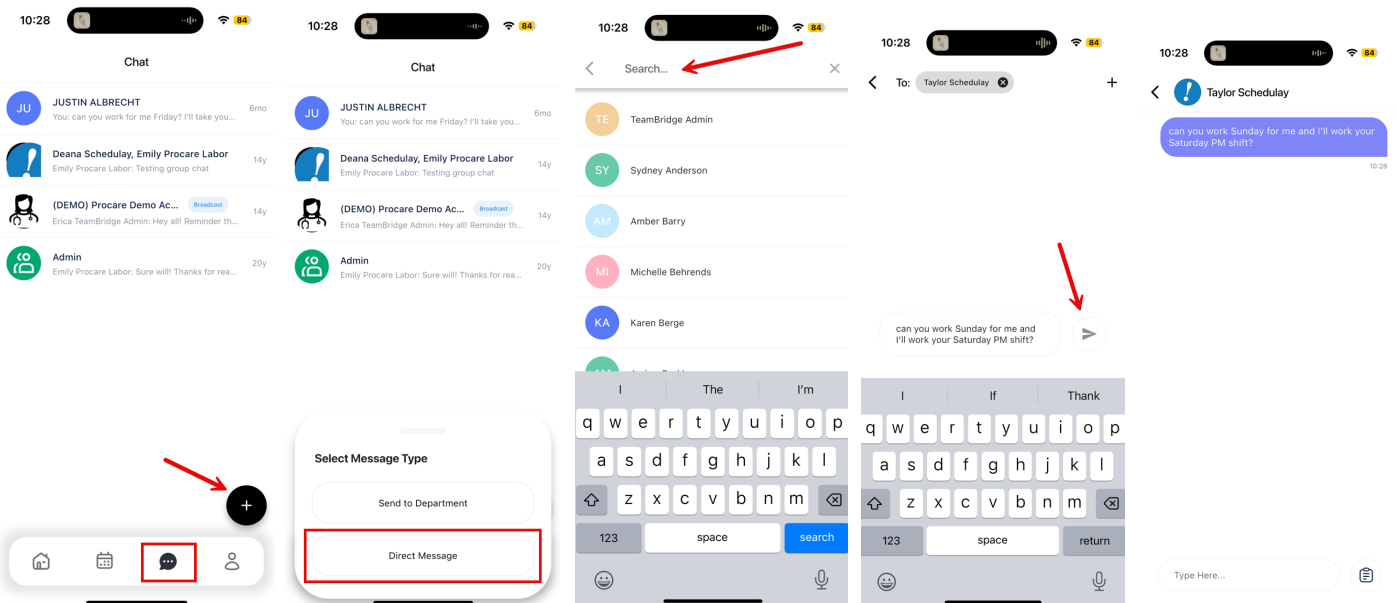 10:28
84
Chat
JU
JUSTIN ALBRECHT
6mo
You: can you work for me Friday? I'll take you...
Deana Schedulay, Emily Procare Labor
14y
Emily Procare Labor: Testing group chat
(DEMO) Procare Demo Ac... Broadcast
14y
Erica TeamBridge Admin: Hey all! Reminder th...
Admin
20y
Emily Procare Labor: Sure will! Thanks for rea...
+
10:28
84
Chat
JU
JUSTIN ALBRECHT
6mo
You: can you work for me Friday? I'll take you...
Deana Schedulay, Emily Procare Labor
14y
Emily Procare Labor: Testing group chat
(DEMO) Procare Demo Ac... Broadcast
14y
Erica TeamBridge Admin: Hey all! Reminder th...
Admin
20y
Emily Procare Labor: Sure will! Thanks for rea...
Select Message Type
Send to Department
Direct Message
10:28
84
Search...
TE TeamBridge Admin
SY Sydney Anderson
AM Amber Barry
MI Michelle Behrends
KA Karen Berge
I The I'm
q w e r t y u i o p
a s d f g h j k l
z x c v b n m
123 space search
10:28
84
To: Taylor Schedulay
+
can you work Sunday for me and
I'll work your Saturday PM shift?
I If Thank
q w e r t y u i o p
a s d f g h j k l
z x c v b n m
123 space return
10:28
84
Taylor Schedulay
can you work Sunday for me and I'll work your
Saturday PM shift?
10:28
Type Here...